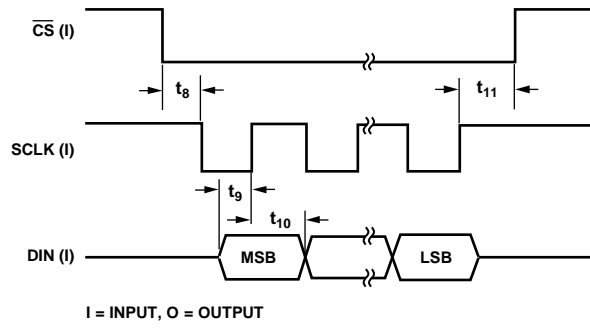 CS (I)
t8
t11
SCLK (I)
t9
t10
DIN (I)
MSB
LSB
I = INPUT, O = OUTPUT